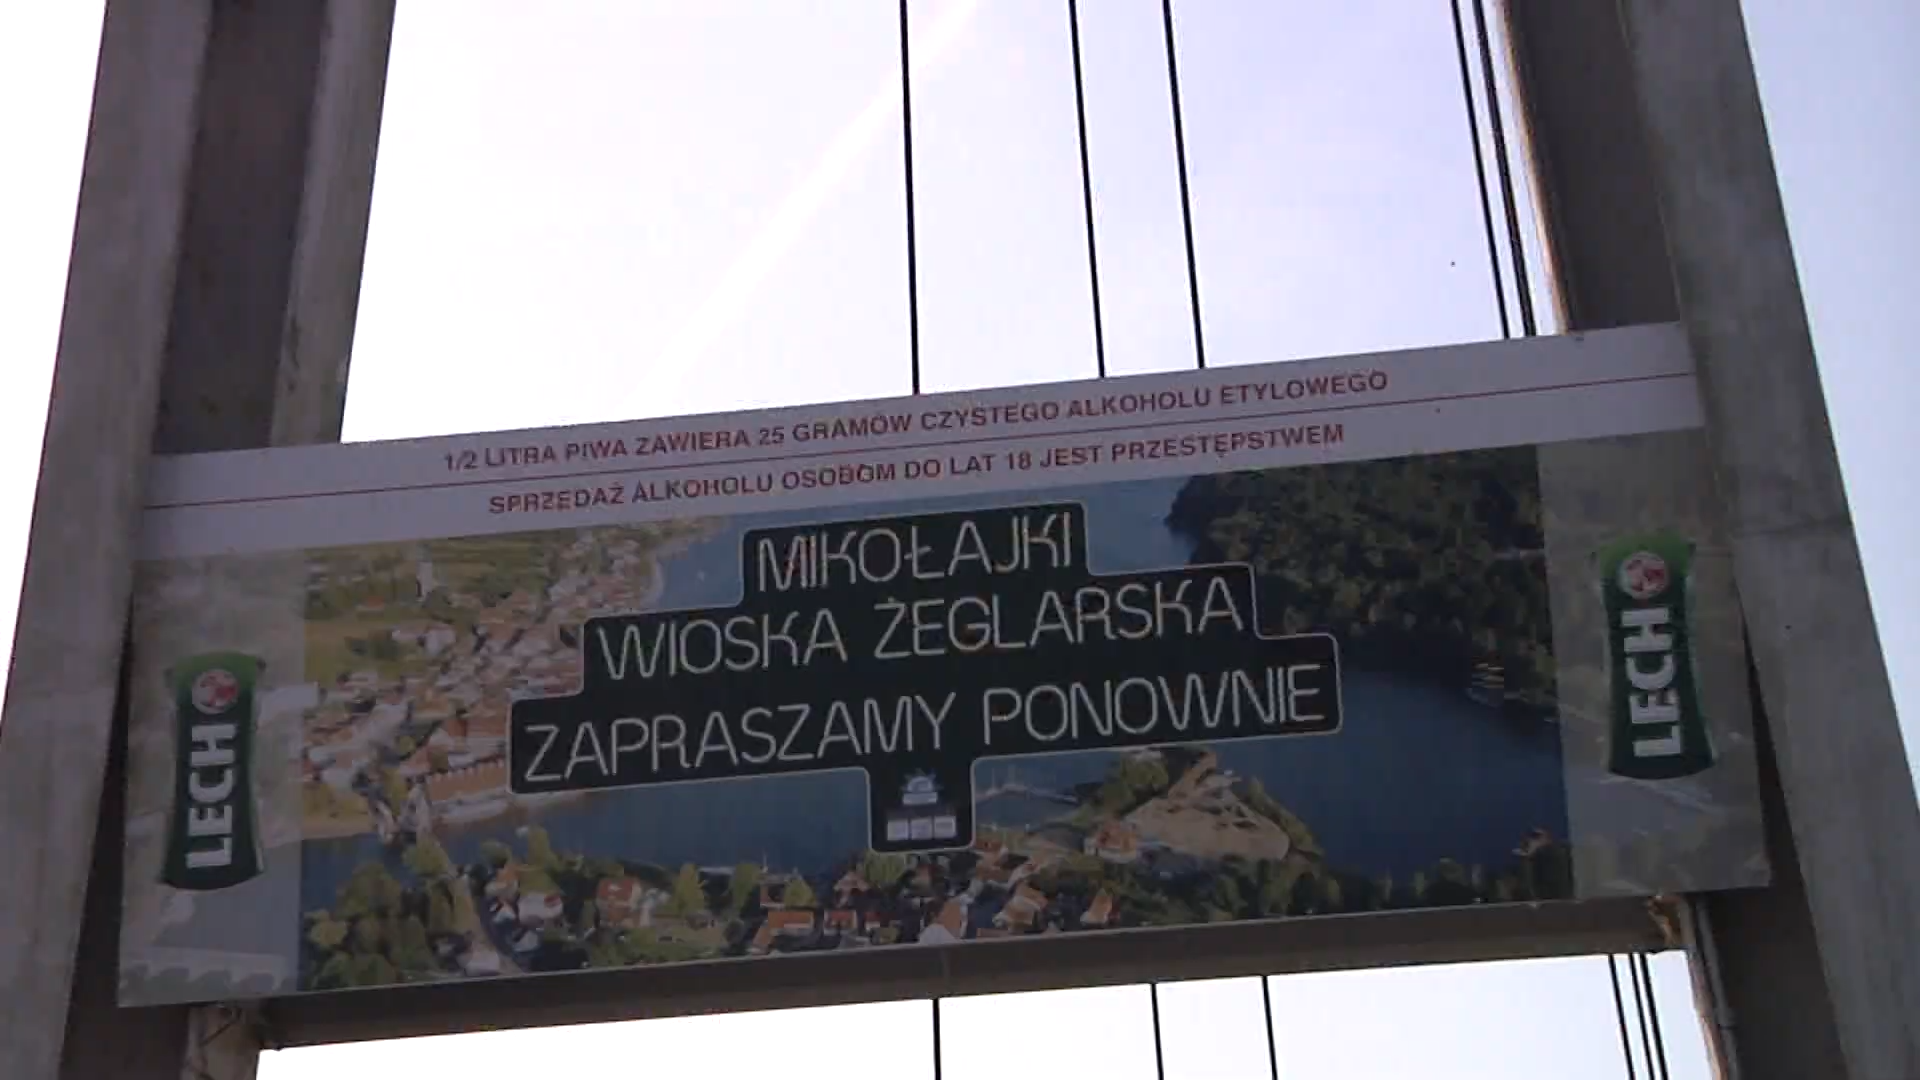 1/2 LITRA PIWA ZAWIERA 25 GRAMÓW CZYSTEGO ALKOHOLU ETYLOWEGO
SPRZEDAŻ ALKOHOLU OSOBOM DO LAT 18 JEST PRZESTĘPSTWEM
MIKOŁAJKI
WIOSKA ŻEGLARSKA
ZAPRASZAMY PONOWNIE
LECH
LECH